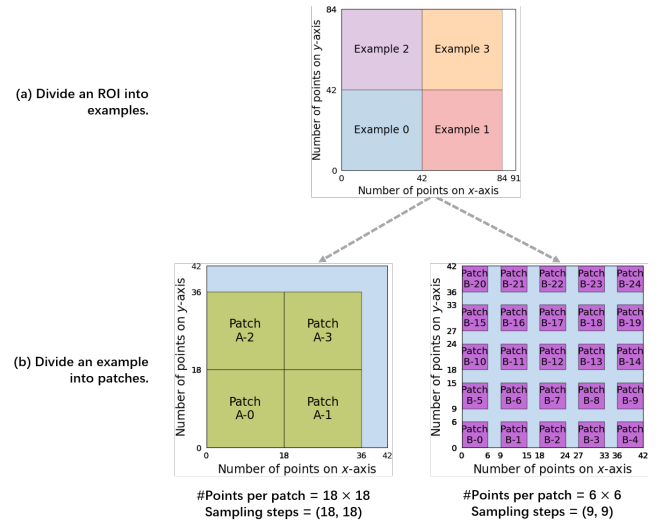 (a) Divide an ROI into
examples.
Number of points on y-axis
84
42
0
Example 2
Example 3
Example 0
Example 1
0 42 84 91
Number of points on x-axis
(b) Divide an example
into patches.
Number of points on y-axis
42
36
18
0
Patch
A-2
Patch
A-3
Patch
A-0
Patch
A-1
0 18 36 42
Number of points on x-axis
#Points per patch = 18 × 18
Sampling steps = (18, 18)
Number of points on y-axis
42
36
33
27
24
18
15
9
6
0
Patch Patch Patch Patch Patch
B-20 B-21 B-22 B-23 B-24
Patch Patch Patch Patch Patch
B-15 B-16 B-17 B-18 B-19
Patch Patch Patch Patch Patch
B-10 B-11 B-12 B-13 B-14
Patch Patch Patch Patch Patch
B-5 B-6 B-7 B-8 B-9
Patch Patch Patch Patch Patch
B-0 B-1 B-2 B-3 B-4
0 6 9 15 18 24 27 33 36 42
Number of points on x-axis
#Points per patch = 6 × 6
Sampling steps = (9, 9)